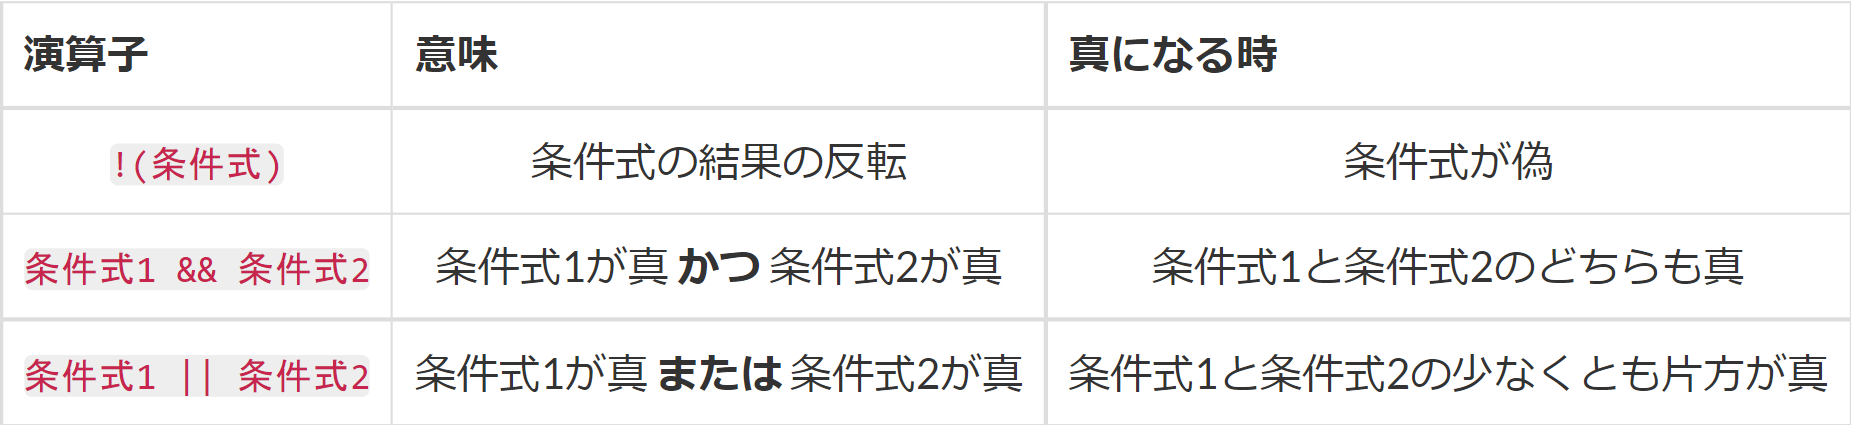 演算子 意味 真になる時
!(条件式) 条件式の結果の反転 条件式が偽
条件式1 && 条件式2 条件式1が真 かつ 条件式2が真 条件式1と条件式2のどちらも真
条件式1 || 条件式2 条件式1が真 または 条件式2が真 条件式1と条件式2の少なくとも片方が真